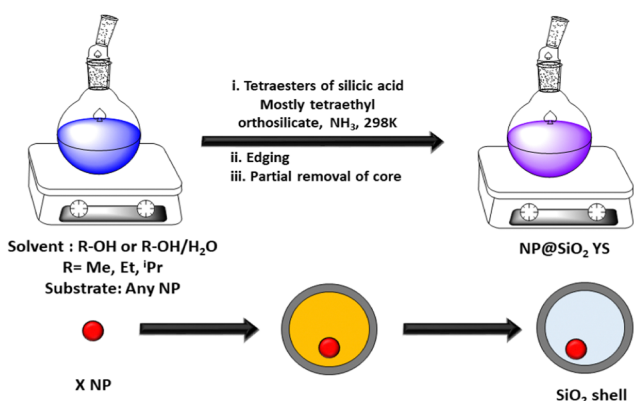 i. Tetraesters of silicic acid
Mostly tetraethyl
orthosilicate, NH₃, 298K
ii. Edging
iii. Partial removal of core
Solvent : R-OH or R-OH/H₂O
R= Me, Et, ⁱPr
Substrate: Any NP
NP@SiO₂ YS
X NP
SiO₂ shell